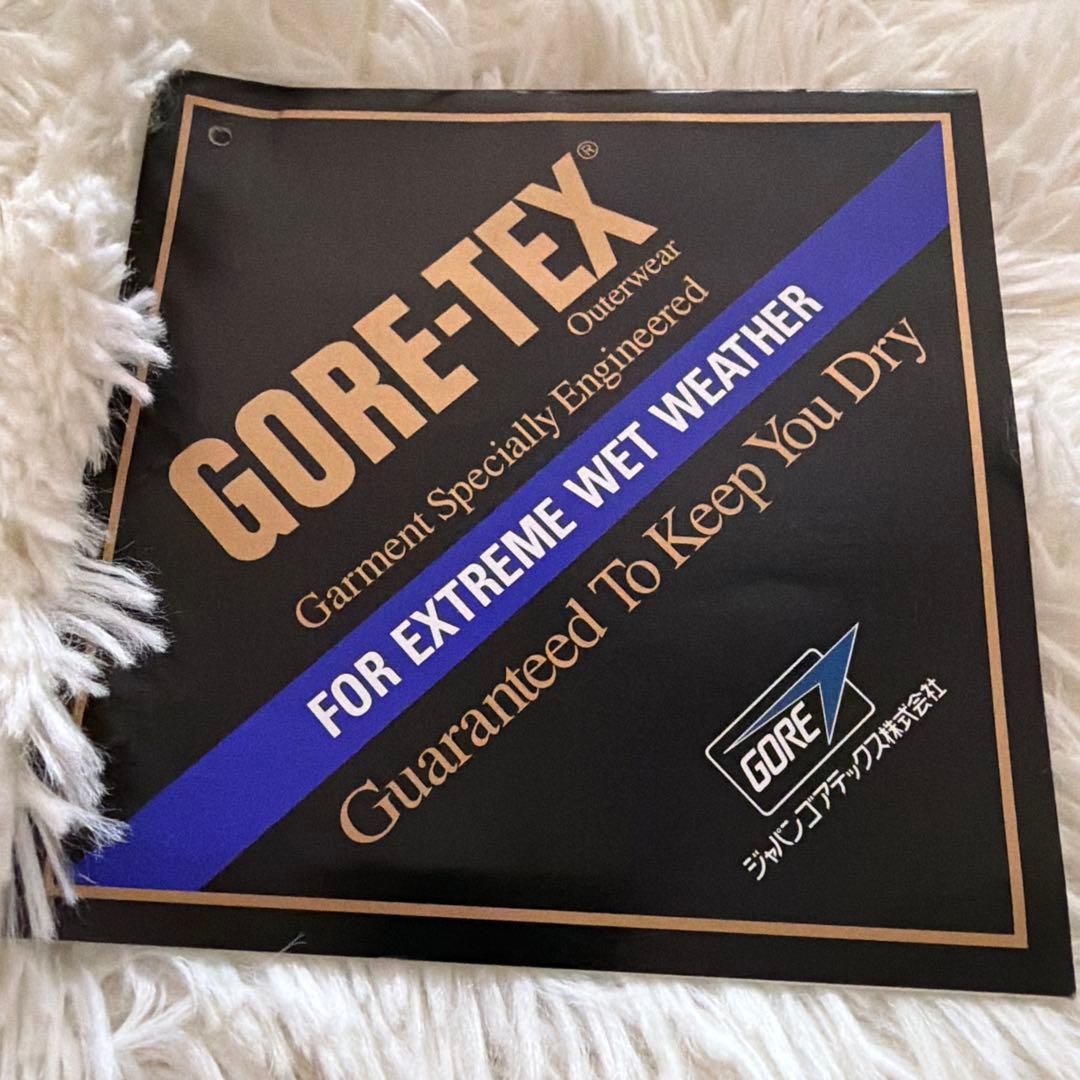 GORE-TEX®
Outerwear
Garment Specially Engineered
FOR EXTREME WET WEATHER
Guaranteed To Keep You Dry
GORE
ジャパンゴアテックス株式会社